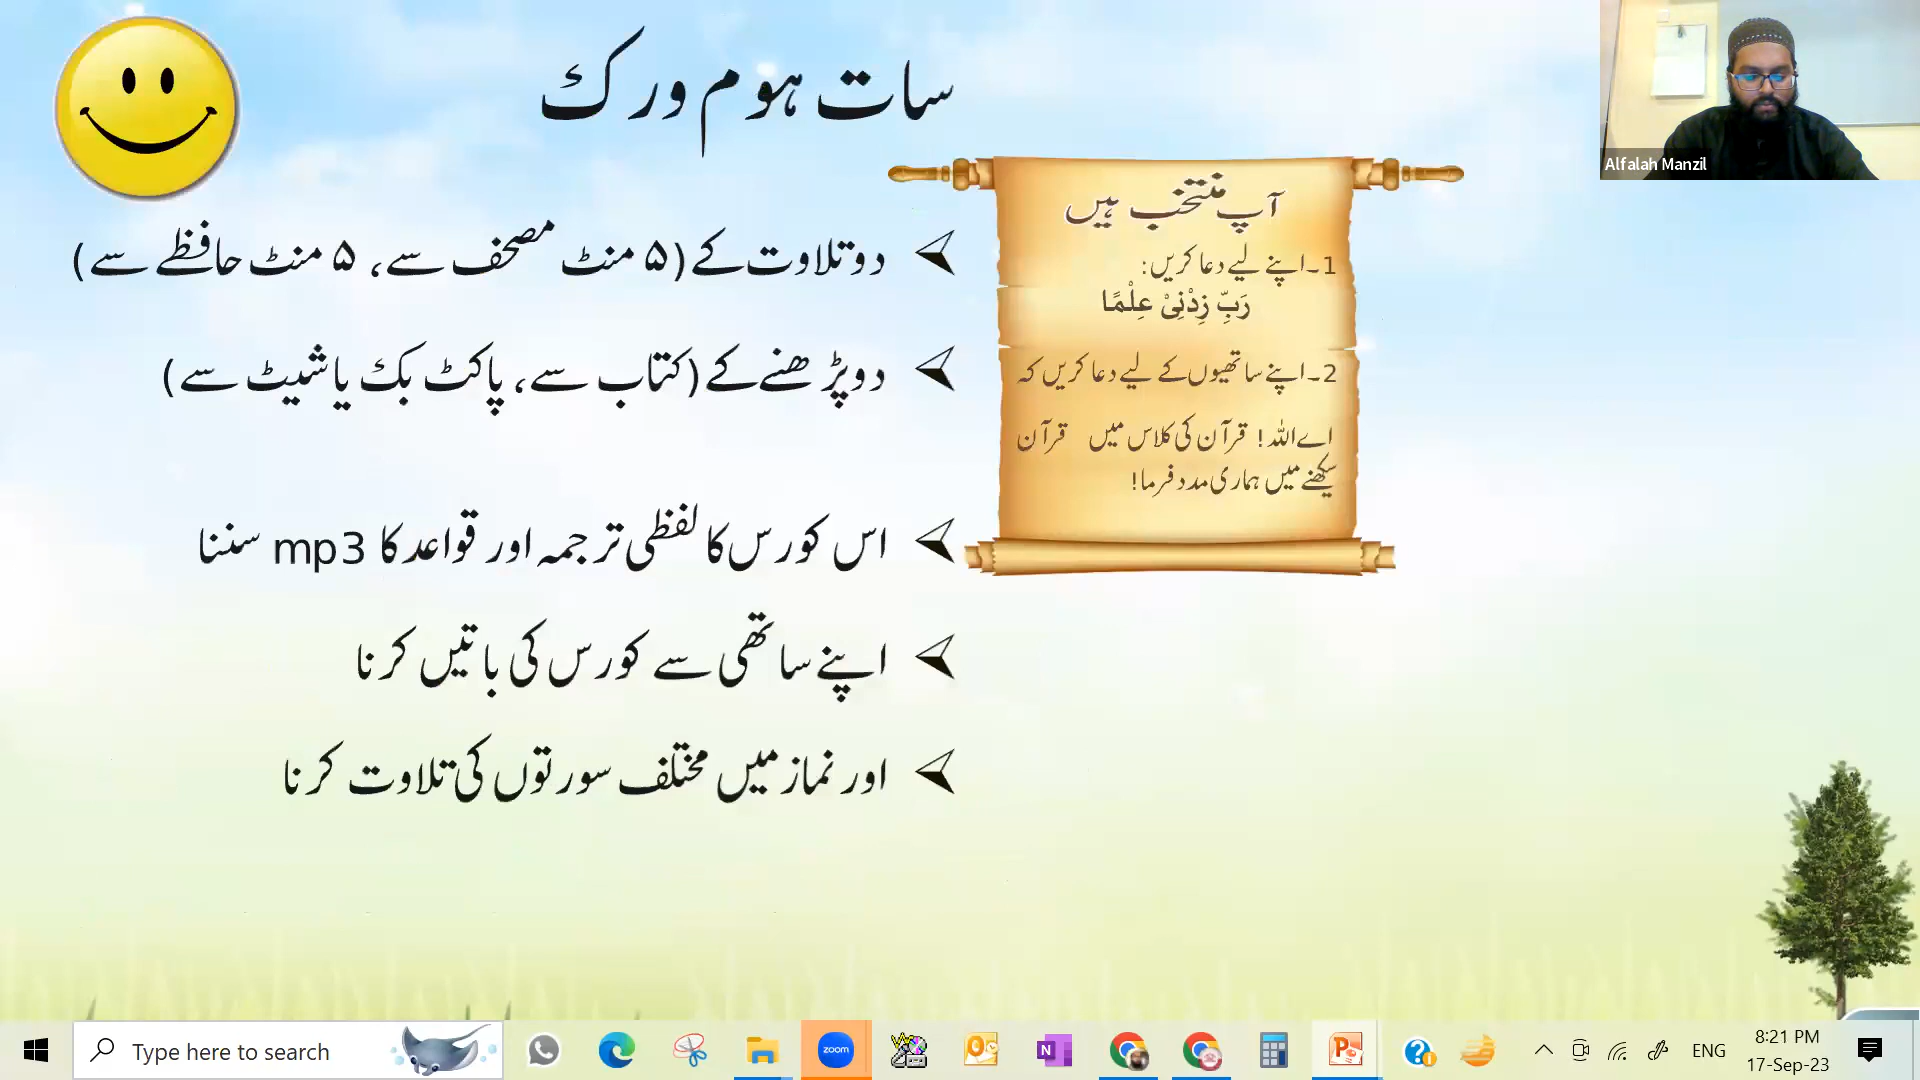 سات ہوم ورک
دو تلاوت کے (۵ منٹ مصحف سے، ۵ منٹ حافظے سے)
دو پڑھنے کے (کتاب سے، پاکٹ بک یا شیٹ سے)
اس کورس کا لفظی ترجمہ اور قواعد کا mp3 سننا
اپنے ساتھی سے کورس کی باتیں کرنا
اور نماز میں مختلف سورتوں کی تلاوت کرنا
آپ منتخب ہیں
1۔ اپنے لیے دعا کریں:
رَبِّ زِدْنِیْ عِلْمًا
2۔ اپنے ساتھیوں کے لیے دعا کریں کہ
اے اللہ! قرآن کی کلاس میں قرآن
سیکھنے میں ہماری مدد فرما!
Alfalah Manzil
Type here to search
zoom
ENG
8:21 PM
17-Sep-23